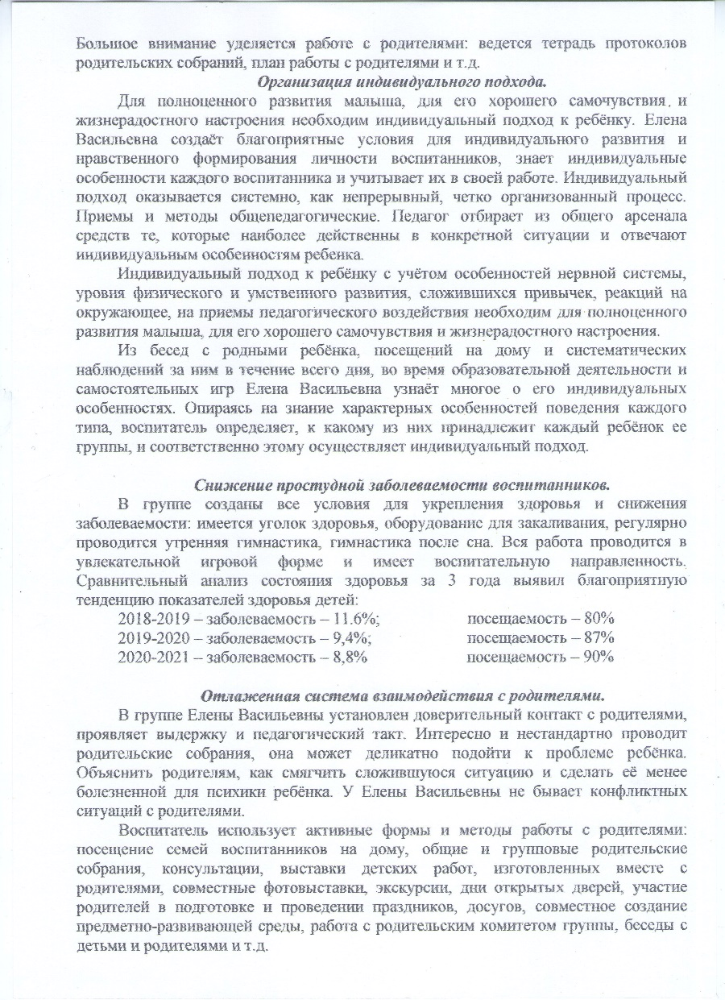 Большое внимание уделяется работе с родителями: ведется тетрадь протоколов
родительских собраний, план работы с родителями и т.д.
Организация индивидуального подхода.
Для полноценного развития малыша, для его хорошего самочувствия и
жизнерадостного настроения необходим индивидуальный подход к ребёнку. Елена
Васильевна создаёт благоприятные условия для индивидуального развития и
нравственного формирования личности воспитанников, знает индивидуальные
особенности каждого воспитанника и учитывает их в своей работе. Индивидуальный
подход оказывается системно, как непрерывный, четко организованный процесс.
Приемы и методы общепедагогические. Педагог отбирает из общего арсенала
средств те, которые наиболее действенны в конкретной ситуации и отвечают
индивидуальным особенностям ребенка.
Индивидуальный подход к ребёнку с учётом особенностей нервной системы,
уровня физического и умственного развития, сложившихся привычек, реакций на
окружающее, на приемы педагогического воздействия необходим для полноценного
развития малыша, для его хорошего самочувствия и жизнерадостного настроения.
Из бесед с родными ребёнка, посещений на дому и систематических
наблюдений за ним в течение всего дня, во время образовательной деятельности и
самостоятельных игр Елена Васильевна узнаёт многое о его индивидуальных
особенностях. Опираясь на знание характерных особенностей поведения каждого
типа, воспитатель определяет, к какому из них принадлежит каждый ребёнок ее
группы, и соответственно этому осуществляет индивидуальный подход.
Снижение простудной заболеваемости воспитанников.
В группе созданы все условия для укрепления здоровья и снижения
заболеваемости: имеется уголок здоровья, оборудование для закаливания, регулярно
проводится утренняя гимнастика, гимнастика после сна. Вся работа проводится в
увлекательной игровой форме и имеет воспитательную направленность.
Сравнительный анализ состояния здоровья за 3 года выявил благоприятную
тенденцию показателей здоровья детей:
2018-2019 – заболеваемость – 11.6%; посещаемость – 80%
2019-2020 – заболеваемость – 9,4%; посещаемость – 87%
2020-2021 – заболеваемость – 8,8% посещаемость – 90%
Отлаженная система взаимодействия с родителями.
В группе Елены Васильевны установлен доверительный контакт с родителями,
проявляет выдержку и педагогический такт. Интересно и нестандартно проводит
родительские собрания, она может деликатно подойти к проблеме ребёнка.
Объяснить родителям, как смягчить сложившуюся ситуацию и сделать её менее
болезненной для психики ребёнка. У Елены Васильевны не бывает конфликтных
ситуаций с родителями.
Воспитатель использует активные формы и методы работы с родителями:
посещение семей воспитанников на дому, общие и групповые родительские
собрания, консультации, выставки детских работ, изготовленных вместе с
родителями, совместные фотовыставки, экскурсии, дни открытых дверей, участие
родителей в подготовке и проведении праздников, досугов, совместное создание
предметно-развивающей среды, работа с родительским комитетом группы, беседы с
детьми и родителями и т.д.